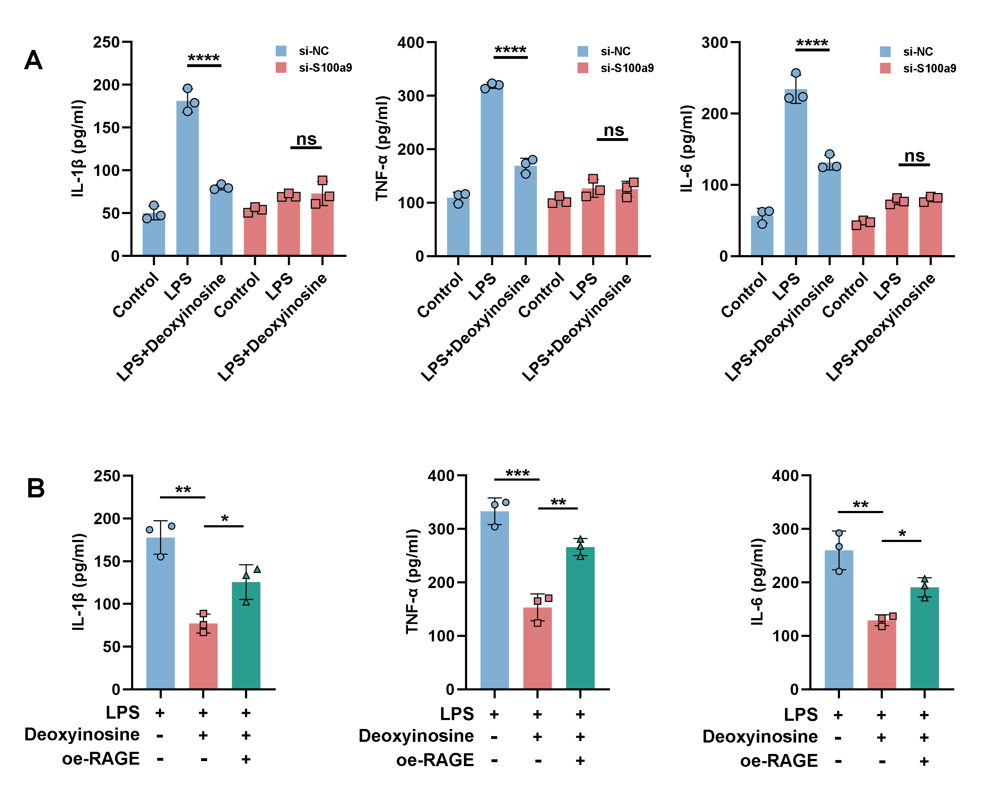 A
250
200
150
100
50
0
IL-1β (pg/ml)
****
ns
si-NC
si-S100a9
Control
LPS
LPS+Deoxyinosine
Control
LPS
LPS+Deoxyinosine
400
300
200
100
0
TNF-α (pg/ml)
****
ns
si-NC
si-S100a9
Control
LPS
LPS+Deoxyinosine
Control
LPS
LPS+Deoxyinosine
300
200
100
0
IL-6 (pg/ml)
****
ns
si-NC
si-S100a9
Control
LPS
LPS+Deoxyinosine
Control
LPS
LPS+Deoxyinosine
B
250
200
150
100
50
0
IL-1β (pg/ml)
**
*
LPS + + +
Deoxyinosine - + +
oe-RAGE - - +
400
300
200
100
0
TNF-α (pg/ml)
***
**
LPS + + +
Deoxyinosine - + +
oe-RAGE - - +
400
300
200
100
0
IL-6 (pg/ml)
**
*
LPS + + +
Deoxyinosine - + +
oe-RAGE - - +